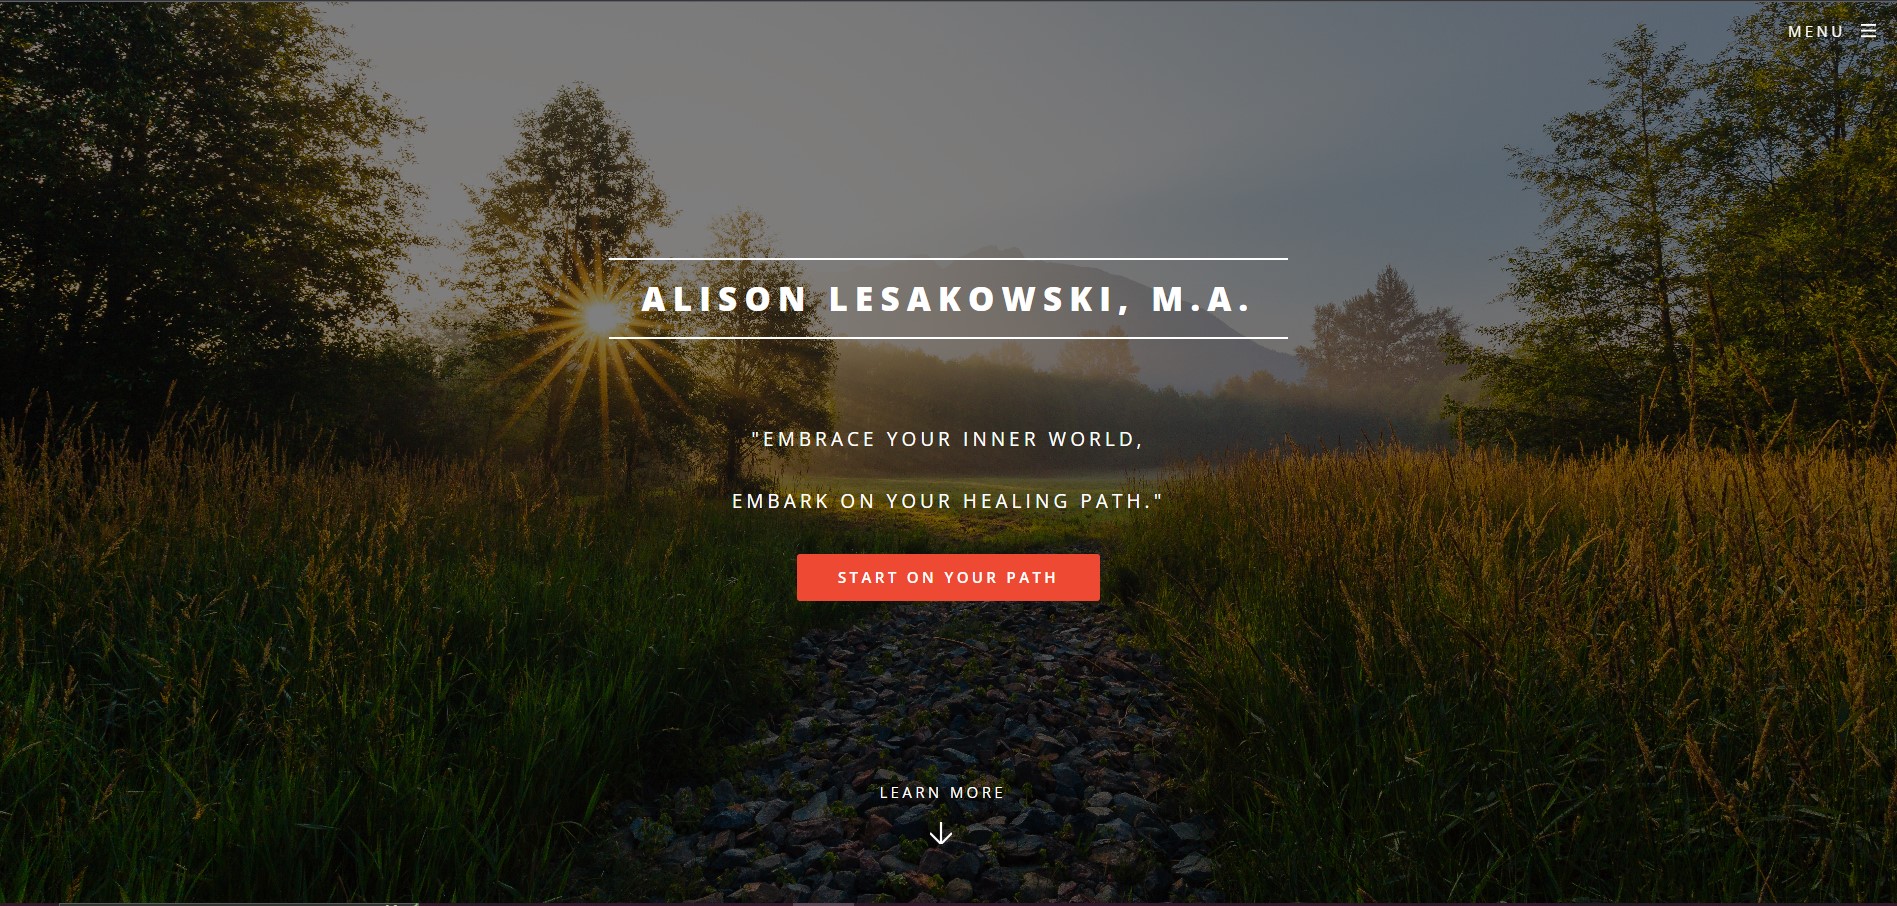 MENU
ALISON LESAKOWSKI, M.A.
"EMBRACE YOUR INNER WORLD,
EMBARK ON YOUR HEALING PATH."
START ON YOUR PATH
LEARN MORE